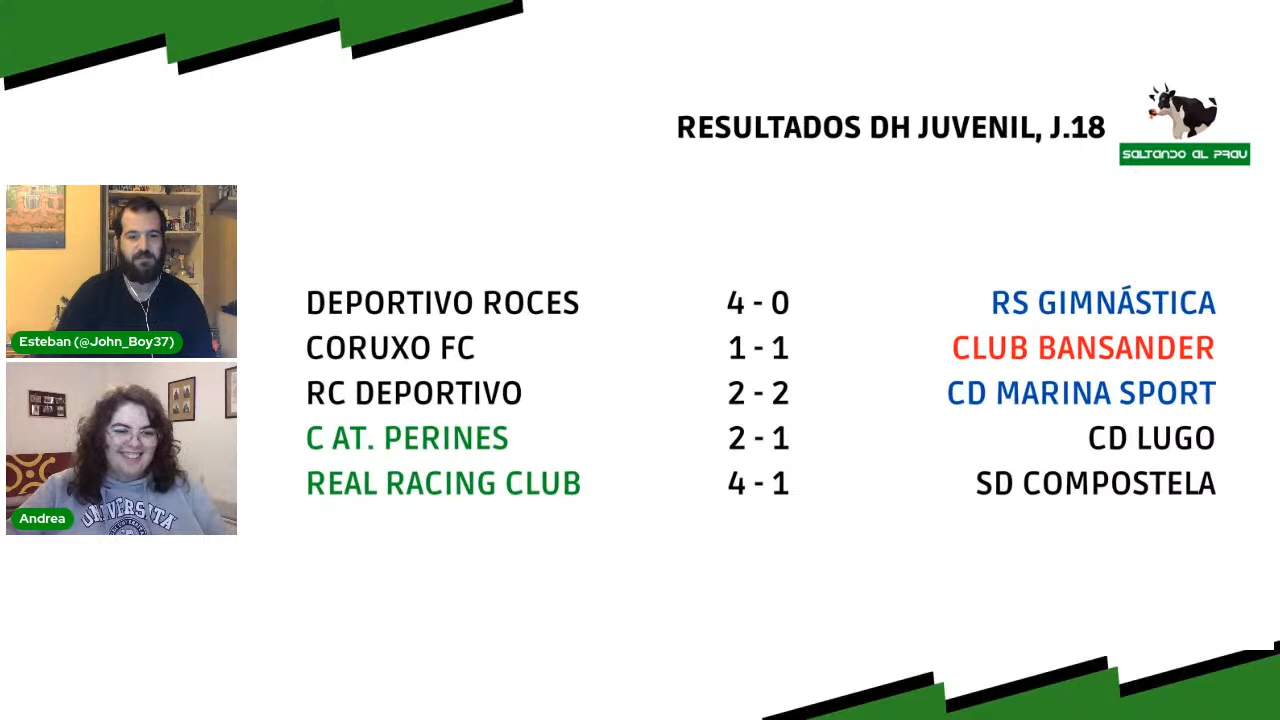 RESULTADOS DH JUVENIL, J.18
SALTANDO AL PRAU
Esteban (@John_Boy37)
Andrea
UNIVERSITA
DEPORTIVO ROCES 4 - 0 RS GIMNÁSTICA
CORUXO FC 1 - 1 CLUB BANSANDER
RC DEPORTIVO 2 - 2 CD MARINA SPORT
C AT. PERINES 2 - 1 CD LUGO
REAL RACING CLUB 4 - 1 SD COMPOSTELA